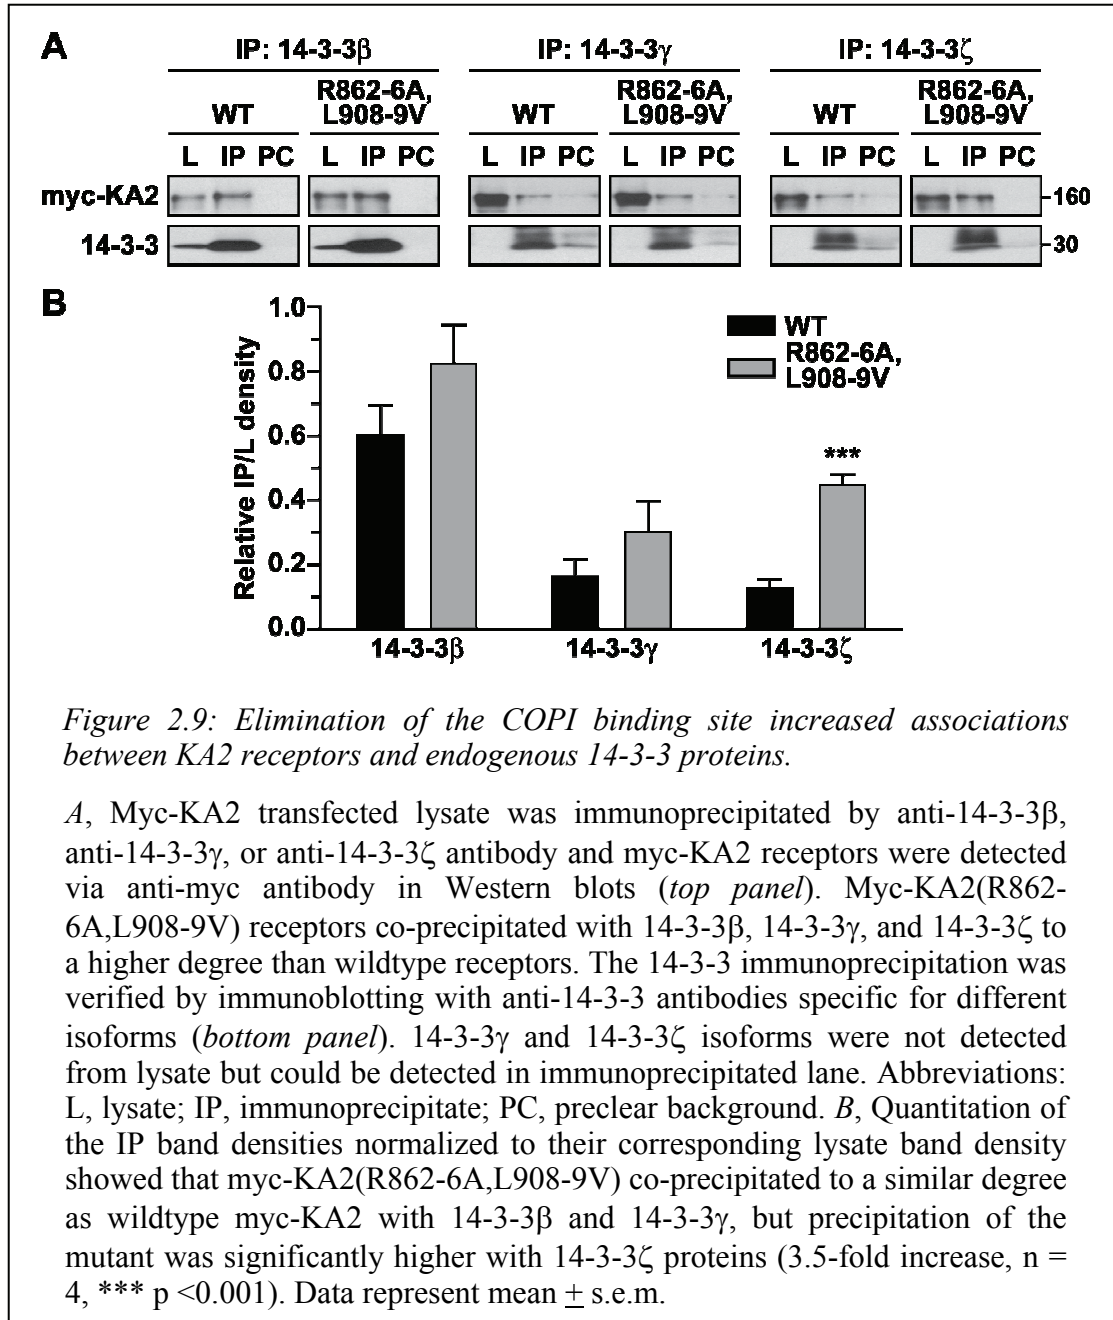 A
IP: 14-3-3β IP: 14-3-3γ IP: 14-3-3ζ
WT R862-6A, L908-9V WT R862-6A, L908-9V WT R862-6A, L908-9V
L IP PC L IP PC L IP PC L IP PC L IP PC L IP PC
myc-KA2 -160
14-3-3 -30
B
Relative IP/L density
1.0
0.8
0.6
0.4
0.2
0.0
WT
R862-6A,
L908-9V
***
14-3-3β 14-3-3γ 14-3-3ζ
Figure 2.9: Elimination of the COPI binding site increased associations
between KA2 receptors and endogenous 14-3-3 proteins.
A, Myc-KA2 transfected lysate was immunoprecipitated by anti-14-3-3β,
anti-14-3-3γ, or anti-14-3-3ζ antibody and myc-KA2 receptors were detected
via anti-myc antibody in Western blots (top panel). Myc-KA2(R862-
6A,L908-9V) receptors co-precipitated with 14-3-3β, 14-3-3γ, and 14-3-3ζ to
a higher degree than wildtype receptors. The 14-3-3 immunoprecipitation was
verified by immunoblotting with anti-14-3-3 antibodies specific for different
isoforms (bottom panel). 14-3-3γ and 14-3-3ζ isoforms were not detected
from lysate but could be detected in immunoprecipitated lane. Abbreviations:
L, lysate; IP, immunoprecipitate; PC, preclear background. B, Quantitation of
the IP band densities normalized to their corresponding lysate band density
showed that myc-KA2(R862-6A,L908-9V) co-precipitated to a similar degree
as wildtype myc-KA2 with 14-3-3β and 14-3-3γ, but precipitation of the
mutant was significantly higher with 14-3-3ζ proteins (3.5-fold increase, n =
4, *** p <0.001). Data represent mean ± s.e.m.